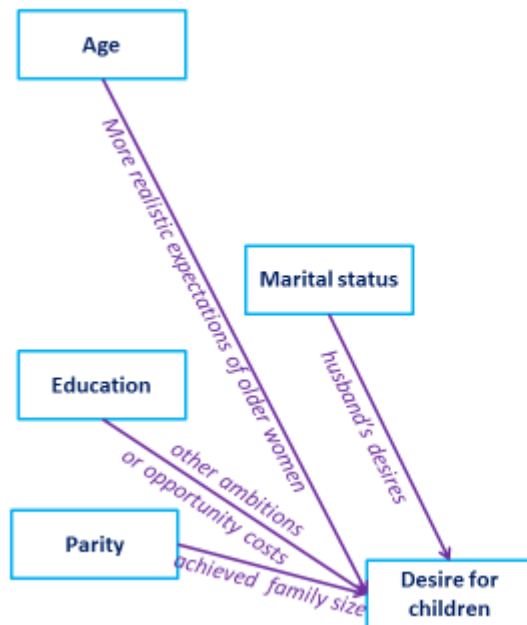 Age
More realistic expectations of older women
Marital status
husband's desires
Education
other ambitions
or opportunity costs
Parity
achieved family size
Desire for
children